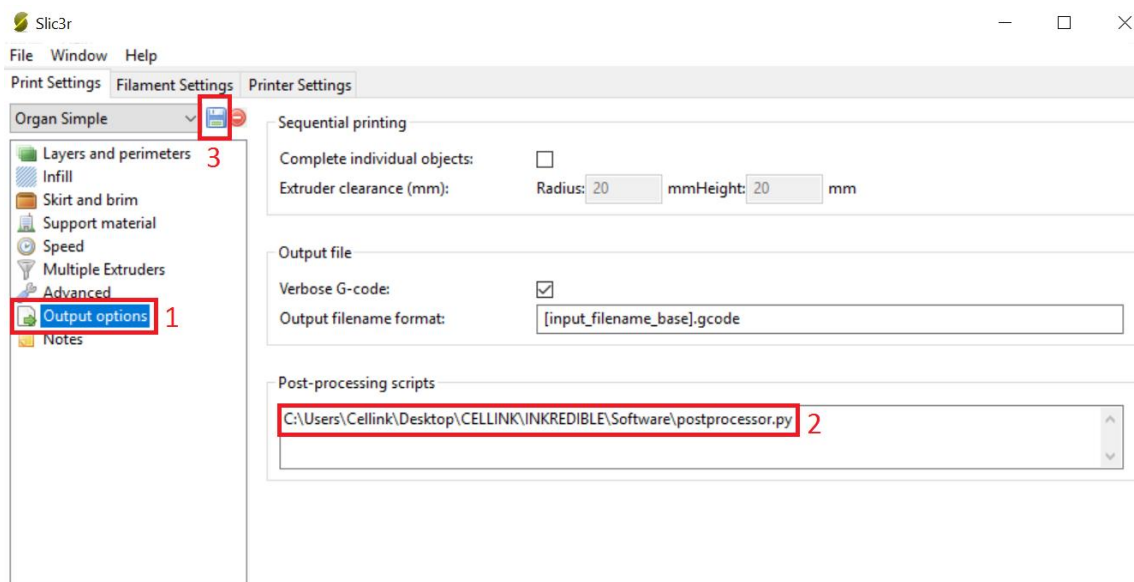 Slic3r
File Window Help
Print Settings Filament Settings Printer Settings
Organ Simple
3
Layers and perimeters
Infill
Skirt and brim
Support material
Speed
Multiple Extruders
Advanced
Output options 1
Notes
Sequential printing
Complete individual objects:
Extruder clearance (mm): Radius: 20 mmHeight: 20 mm
Output file
Verbose G-code:
Output filename format: [input_filename_base].gcode
Post-processing scripts
C:\Users\Cellink\Desktop\CELLINK\INKREDIBLE\Software\postprocessor.py 2